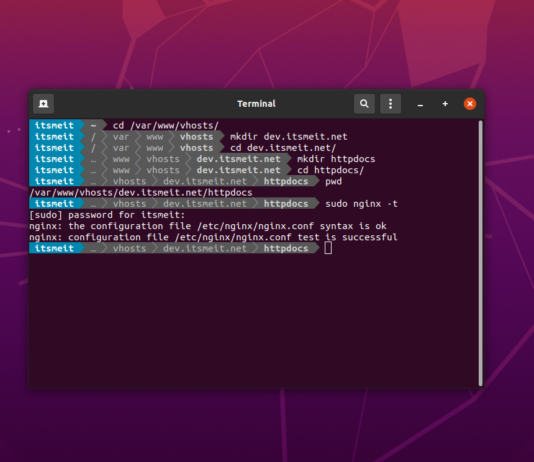 Terminal
itsmeit ~ cd /var/www/vhosts/
itsmeit / var www vhosts mkdir dev.itsmeit.net
itsmeit / var www vhosts cd dev.itsmeit.net/
itsmeit … www vhosts dev.itsmeit.net mkdir httpdocs
itsmeit … www vhosts dev.itsmeit.net cd httpdocs/
itsmeit … vhosts dev.itsmeit.net httpdocs pwd
/var/www/vhosts/dev.itsmeit.net/httpdocs
itsmeit … vhosts dev.itsmeit.net httpdocs sudo nginx -t
[sudo] password for itsmeit:
nginx: the configuration file /etc/nginx/nginx.conf syntax is ok
nginx: configuration file /etc/nginx/nginx.conf test is successful
itsmeit … vhosts dev.itsmeit.net httpdocs